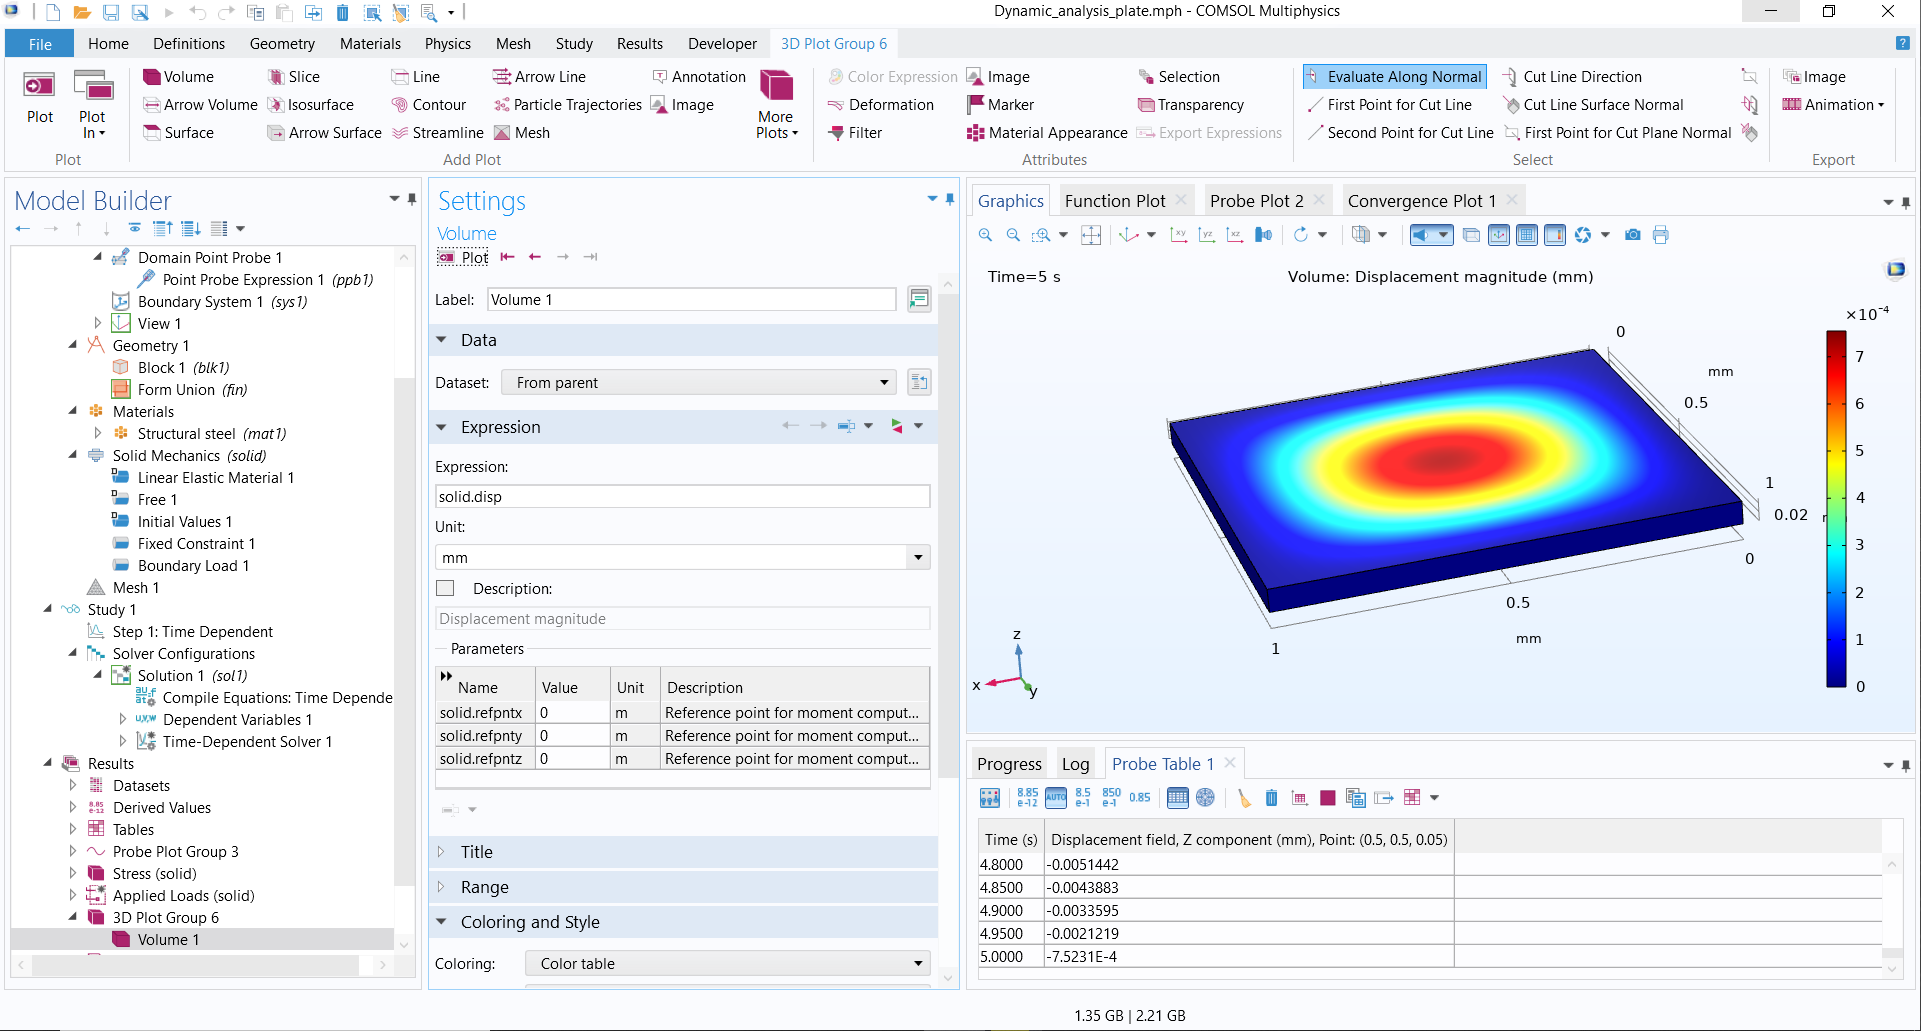 Dynamic_analysis_plate.mph - COMSOL Multiphysics
File Home Definitions Geometry Materials Physics Mesh Study Results Developer 3D Plot Group 6
Plot
Plot In
Plot
Volume Slice Line Arrow Line Annotation
Arrow Volume Isosurface Contour Particle Trajectories Image
Surface Arrow Surface Streamline Mesh
More Plots
Add Plot
Color Expression Image Selection
Deformation Marker Transparency
Filter Material Appearance Export Expressions
Attributes
Evaluate Along Normal Cut Line Direction
First Point for Cut Line Cut Line Surface Normal
Second Point for Cut Line First Point for Cut Plane Normal
Select
Image
Animation
Export
Model Builder
Domain Point Probe 1
Point Probe Expression 1 (ppb1)
Boundary System 1 (sys1)
View 1
Geometry 1
Block 1 (blk1)
Form Union (fin)
Materials
Structural steel (mat1)
Solid Mechanics (solid)
Linear Elastic Material 1
Free 1
Initial Values 1
Fixed Constraint 1
Boundary Load 1
Mesh 1
Study 1
Step 1: Time Dependent
Solver Configurations
Solution 1 (sol1)
Compile Equations: Time Depende
Dependent Variables 1
Time-Dependent Solver 1
Results
Datasets
Derived Values
Tables
Probe Plot Group 3
Stress (solid)
Applied Loads (solid)
3D Plot Group 6
Volume 1
Settings
Volume
Plot
Label: Volume 1
Data
Dataset: From parent
Expression
Expression:
solid.disp
Unit:
mm
Description:
Displacement magnitude
Parameters
Name Value Unit Description
solid.refpntx 0 m Reference point for moment comput...
solid.refpnty 0 m Reference point for moment comput...
solid.refpntz 0 m Reference point for moment comput...
Title
Range
Coloring and Style
Coloring: Color table
Graphics Function Plot Probe Plot 2 Convergence Plot 1
Time=5 s Volume: Displacement magnitude (mm)
×10⁻⁴
0
mm
0.5
1
0.02
0
0.5
mm
1
7
6
5
4
3
2
1
0
z
x
y
Progress Log Probe Table 1
8.85 e-12 AUTO 8.5 e-1 850 e-1 0.85
Time (s) Displacement field, Z component (mm), Point: (0.5, 0.5, 0.05)
4.8000 -0.0051442
4.8500 -0.0043883
4.9000 -0.0033595
4.9500 -0.0021219
5.0000 -7.5231E-4
1.35 GB | 2.21 GB